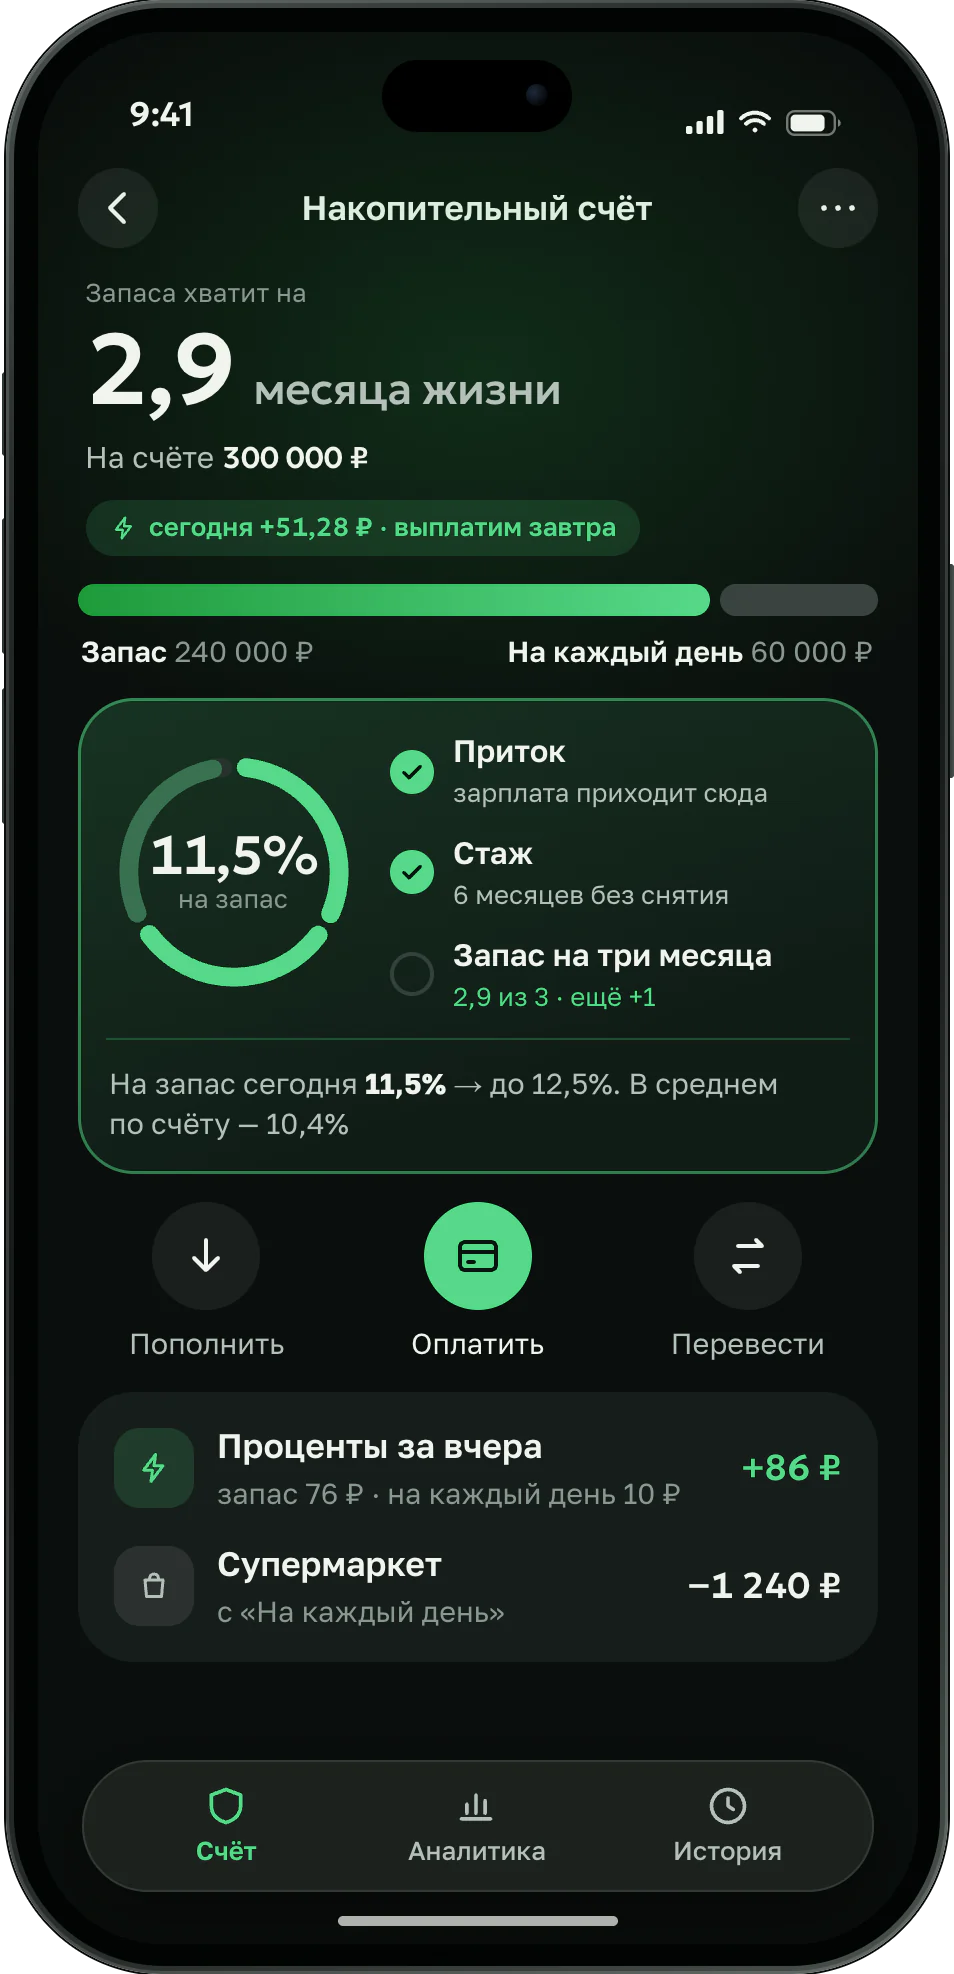 9:41
Накопительный счёт
Запаса хватит на
2,9 месяца жизни
На счёте 300 000 ₽
сегодня +51,28 ₽ · выплатим завтра
Запас 240 000 ₽
На каждый день 60 000 ₽
11,5%
на запас
Приток
зарплата приходит сюда
Стаж
6 месяцев без снятия
Запас на три месяца
2,9 из 3 · ещё +1
На запас сегодня 11,5% → до 12,5%. В среднем
по счёту – 10,4%
Пополнить
Оплатить
Перевести
Проценты за вчера
запас 76 ₽ · на каждый день 10 ₽
+86 ₽
Супермаркет
с «На каждый день»
−1 240 ₽
Счёт
Аналитика
История